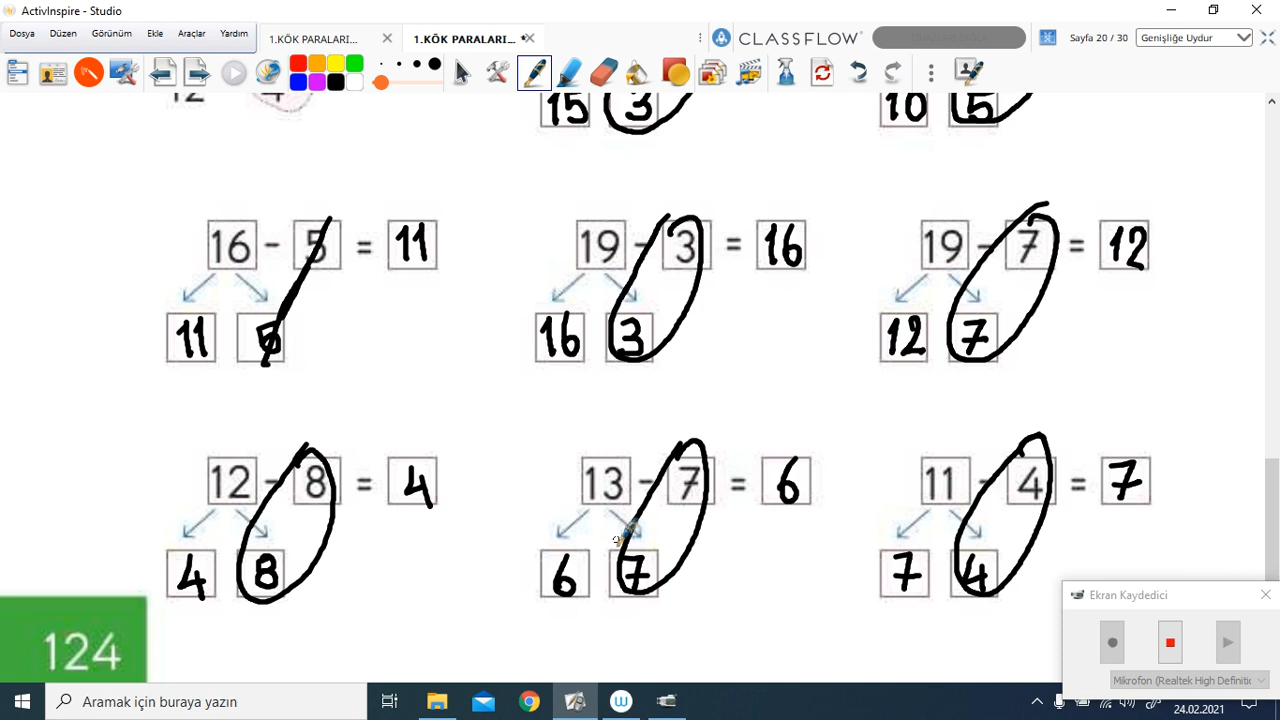 ActivInspire - Studio
Dosya Düzen Görünüm Ekle Araçlar Yardım
1.KÖK PARALARI... 1.KÖK PARALARI... * CLASSFLOW Sayfa 20 / 30 Genişliğe Uydur
12 4 15 3 10 5
16 - 5 = 11 19 - 3 = 16 19 - 7 = 12
11 5 16 3 12 7
12 - 8 = 4 13 - 7 = 6 11 - 4 = 7
4 8 6 7 7 4
Ekran Kaydedici
124
Mikrofon (Realtek High Definitic
Aramak için buraya yazın
24.02.2021